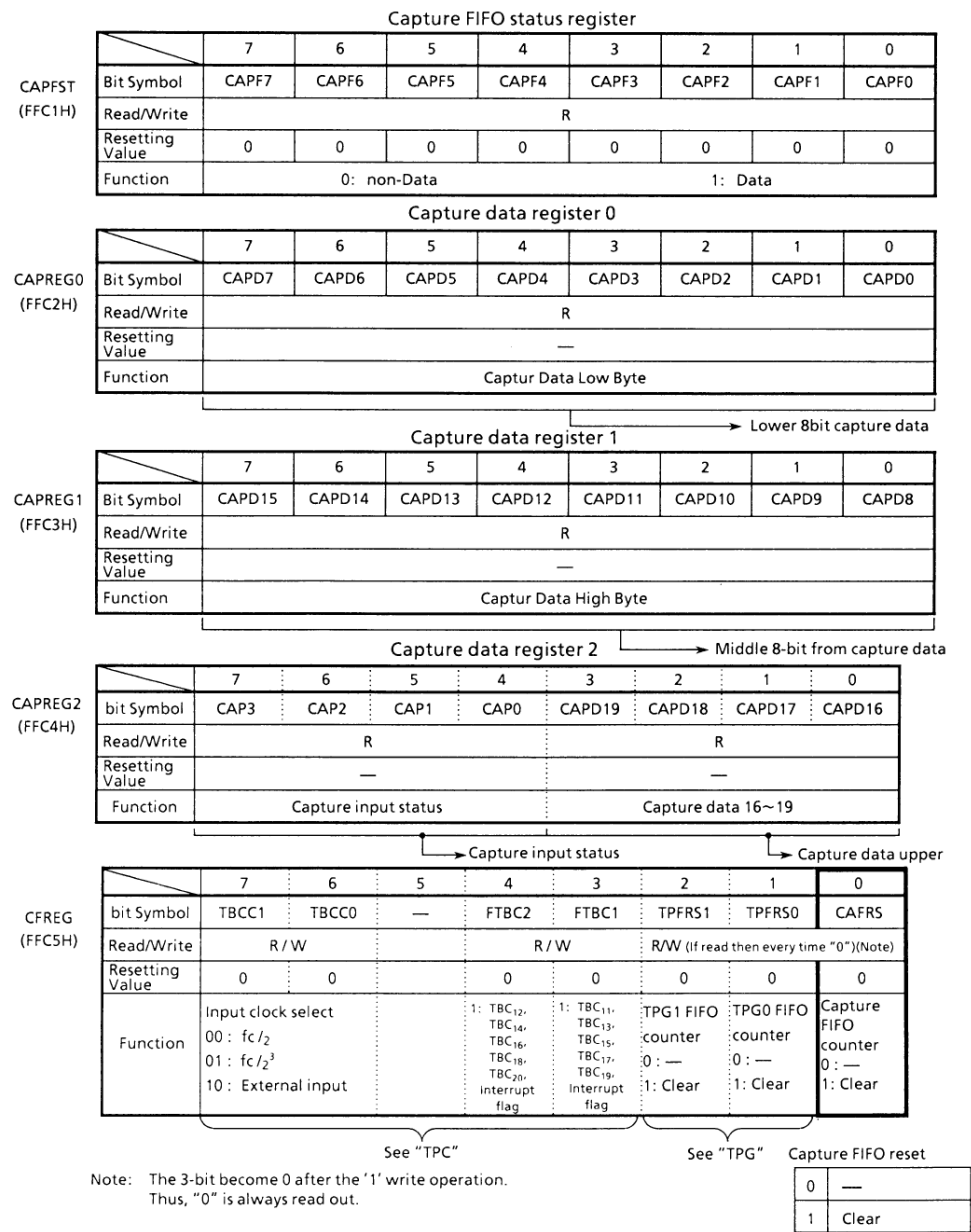 Capture FIFO status register
CAPFST
(FFC1H)
7 6 5 4 3 2 1 0
Bit Symbol CAPF7 CAPF6 CAPF5 CAPF4 CAPF3 CAPF2 CAPF1 CAPF0
Read/Write R
Resetting Value 0 0 0 0 0 0 0 0
Function 0: non-Data 1: Data
Capture data register 0
CAPREG0
(FFC2H)
7 6 5 4 3 2 1 0
Bit Symbol CAPD7 CAPD6 CAPD5 CAPD4 CAPD3 CAPD2 CAPD1 CAPD0
Read/Write R
Resetting Value —
Function Captur Data Low Byte
Lower 8bit capture data
Capture data register 1
CAPREG1
(FFC3H)
7 6 5 4 3 2 1 0
Bit Symbol CAPD15 CAPD14 CAPD13 CAPD12 CAPD11 CAPD10 CAPD9 CAPD8
Read/Write R
Resetting Value —
Function Captur Data High Byte
Middle 8-bit from capture data
Capture data register 2
CAPREG2
(FFC4H)
7 6 5 4 3 2 1 0
bit Symbol CAP3 CAP2 CAP1 CAP0 CAPD19 CAPD18 CAPD17 CAPD16
Read/Write R R
Resetting Value — —
Function Capture input status Capture data 16~19
Capture input status
Capture data upper
CFREG
(FFC5H)
7 6 5 4 3 2 1 0
bit Symbol TBCC1 TBCC0 — FTBC2 FTBC1 TPFRS1 TPFRS0 CAFRS
Read/Write R/W R/W R/W (If read then every time "0")(Note)
Resetting Value 0 0 0 0 0 0 0
Function
Input clock select
00 : fc/2
01 : fc/2³
10 : External input
1: TBC12,
TBC14,
TBC16,
TBC18,
TBC20,
interrupt
flag
1: TBC11,
TBC13,
TBC15,
TBC17,
TBC19,
Interrupt
flag
TPG1 FIFO
counter
0 : —
1: Clear
TPG0 FIFO
counter
0 : —
1: Clear
Capture
FIFO
counter
0 : —
1: Clear
See "TPC"
See "TPG"
Capture FIFO reset
0 —
1 Clear
Note: The 3-bit become 0 after the '1' write operation.
Thus, "0" is always read out.